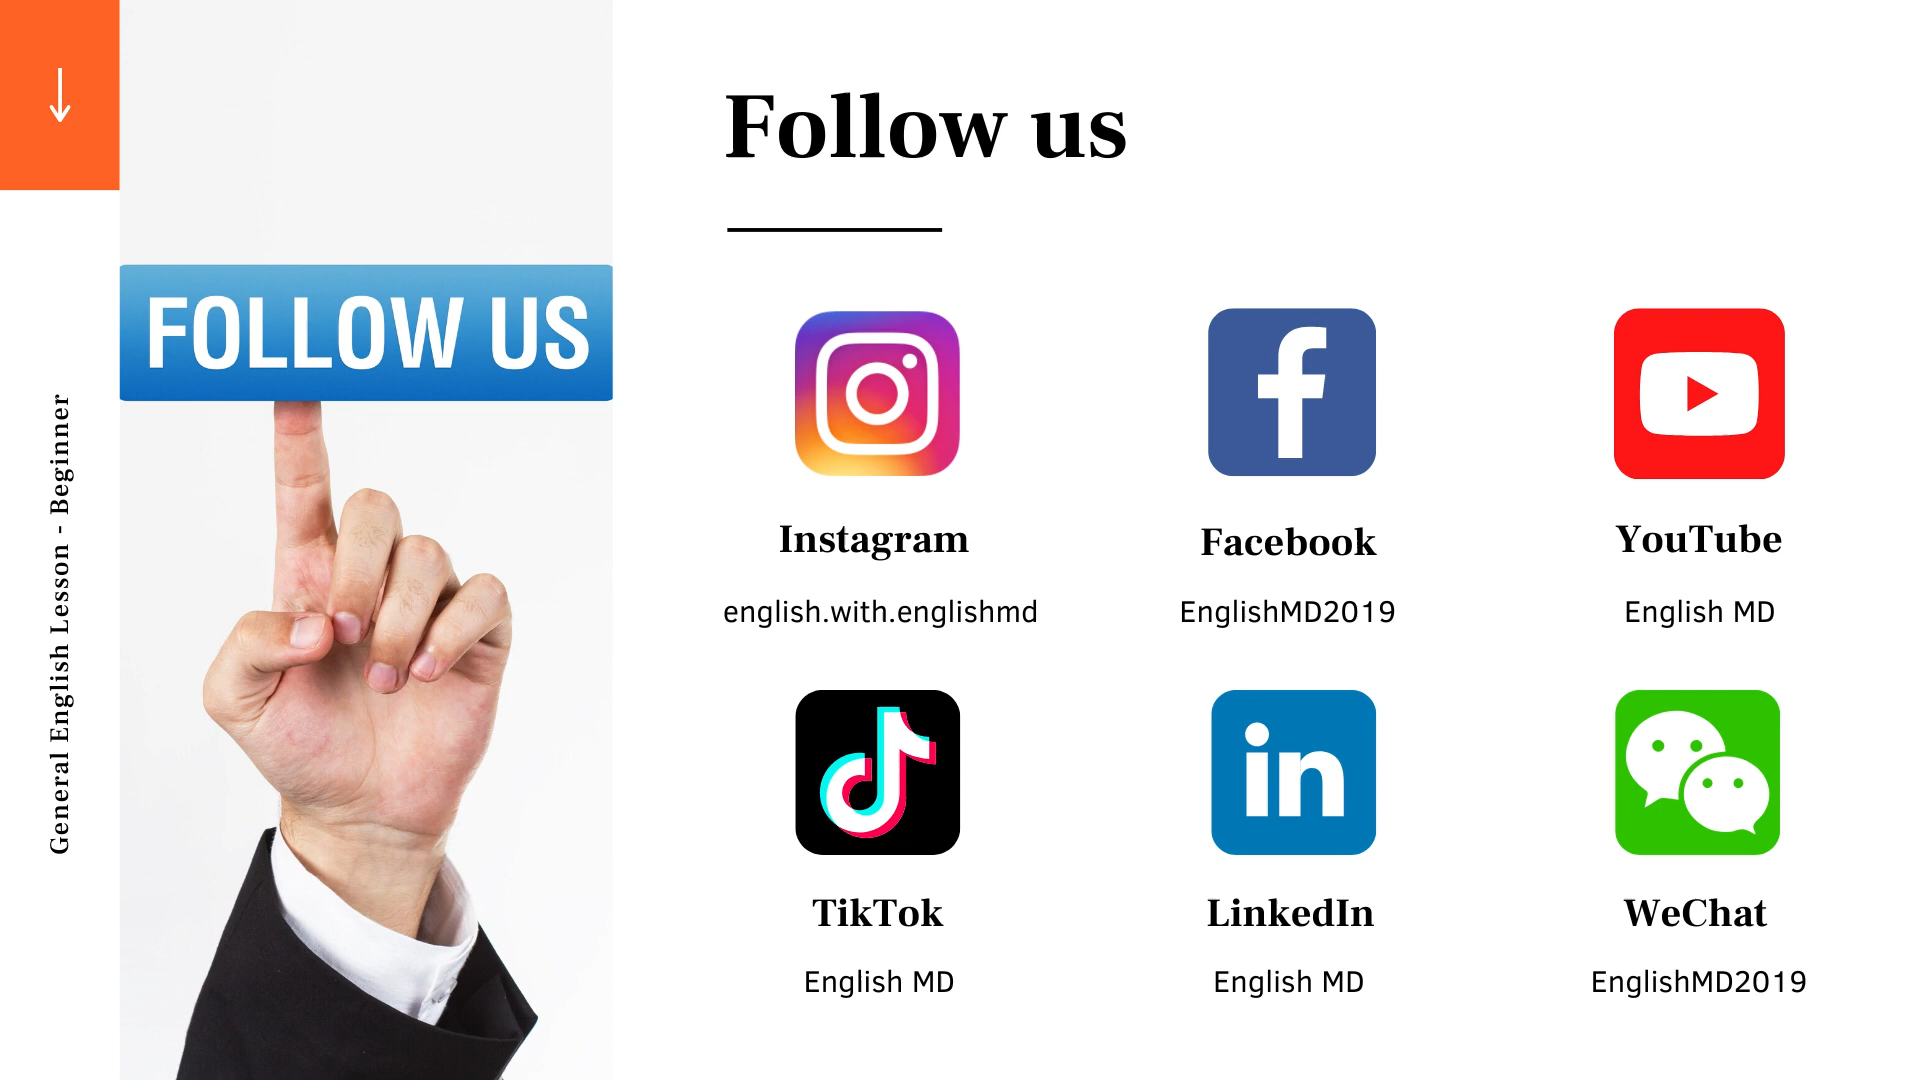 General English Lesson - Beginner
FOLLOW US
Follow us
Instagram
english.with.englishmd
Facebook
EnglishMD2019
YouTube
English MD
TikTok
English MD
in
LinkedIn
English MD
WeChat
EnglishMD2019